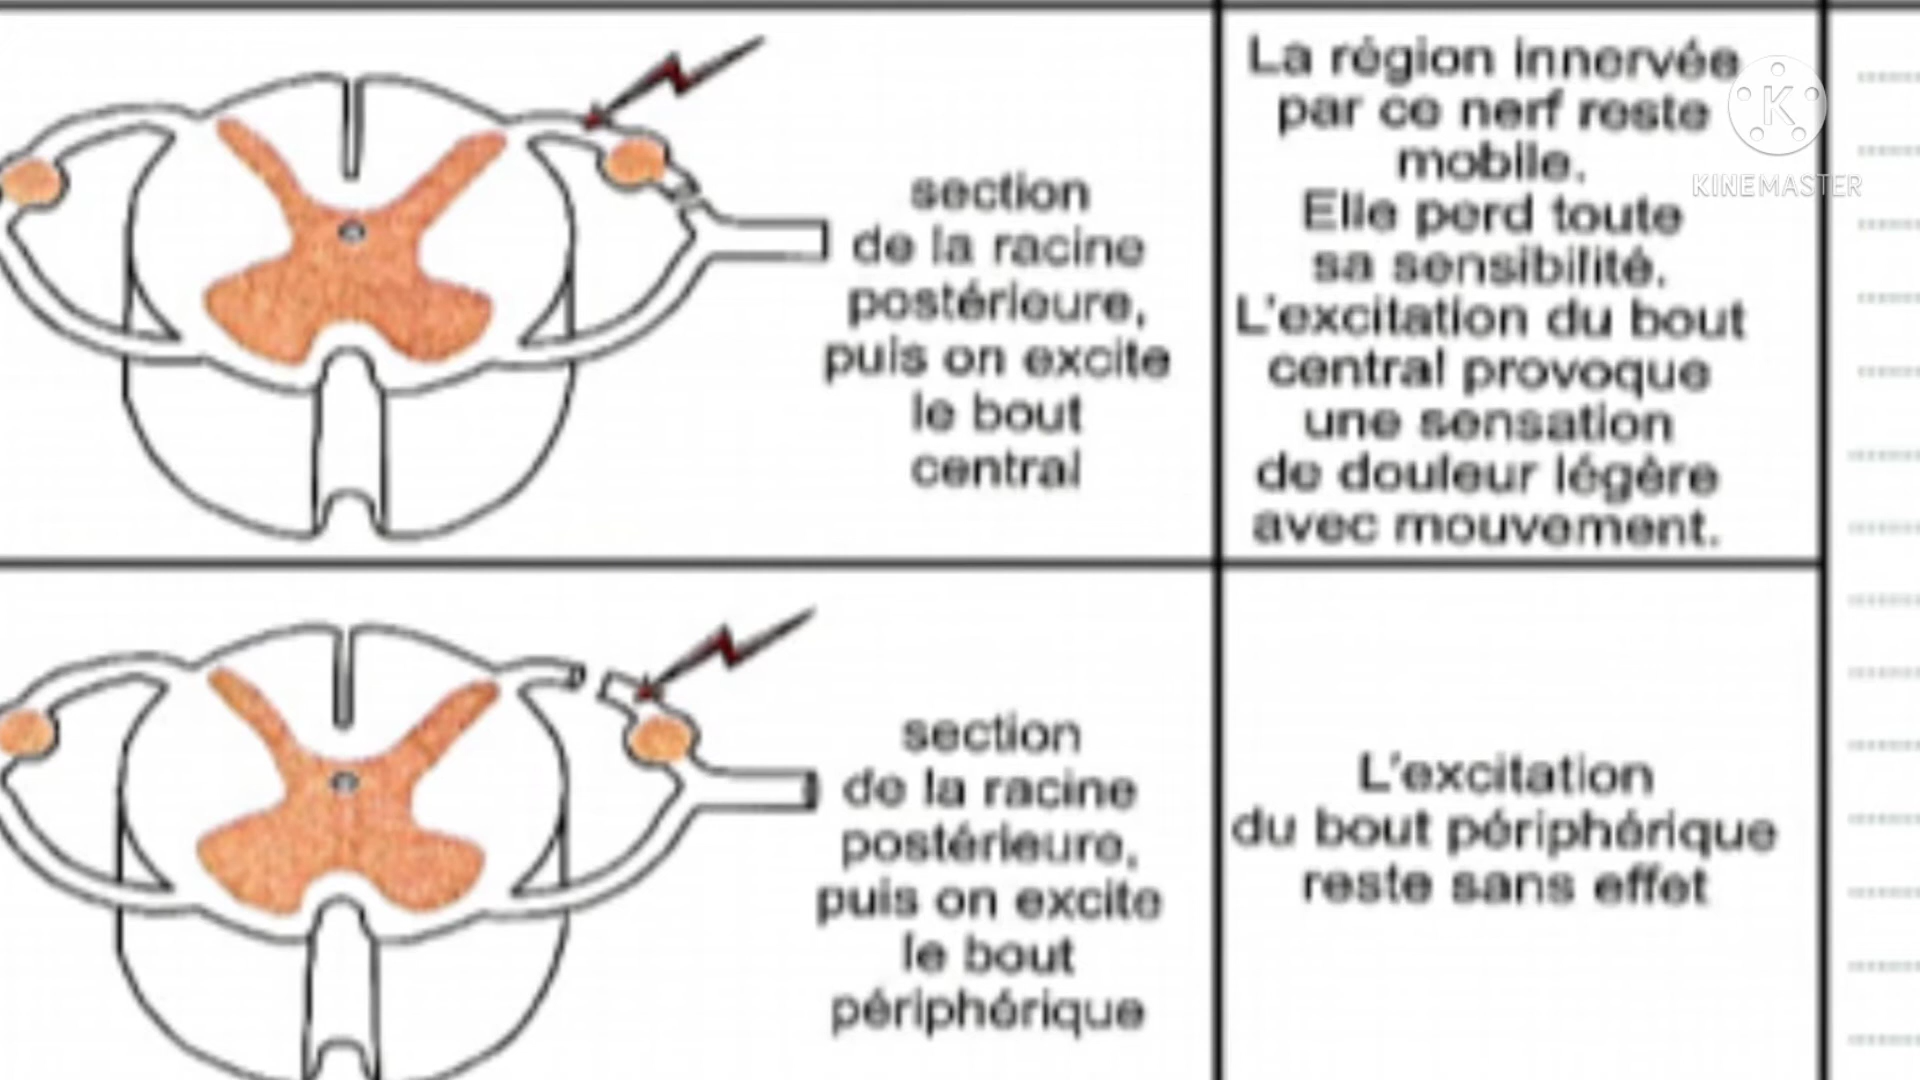 section
de la racine
postérieure,
puis on excite
le bout
central
La région innervée
par ce nerf reste
mobile.
Elle perd toute
sa sensibilité.
L'excitation du bout
central provoque
une sensation
de douleur légère
avec mouvement.
K
KINEMASTER
section
de la racine
postérieure,
puis on excite
le bout
périphérique
L'excitation
du bout périphérique
reste sans effet